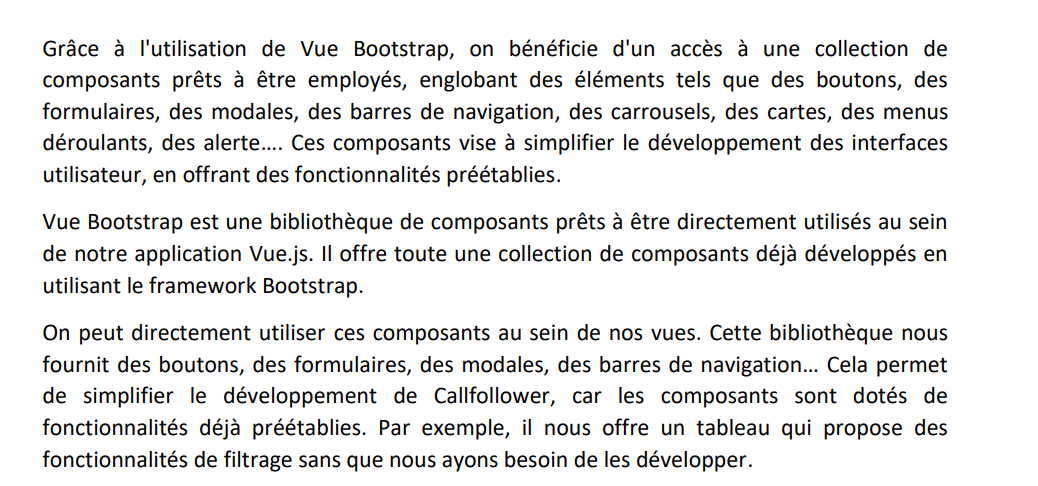 Grâce à l'utilisation de Vue Bootstrap, on bénéficie d'un accès à une collection de
composants prêts à être employés, englobant des éléments tels que des boutons, des
formulaires, des modales, des barres de navigation, des carrousels, des cartes, des menus
déroulants, des alerte.... Ces composants vise à simplifier le développement des interfaces
utilisateur, en offrant des fonctionnalités préétablies.
Vue Bootstrap est une bibliothèque de composants prêts à être directement utilisés au sein
de notre application Vue.js. Il offre toute une collection de composants déjà développés en
utilisant le framework Bootstrap.
On peut directement utiliser ces composants au sein de nos vues. Cette bibliothèque nous
fournit des boutons, des formulaires, des modales, des barres de navigation... Cela permet
de simplifier le développement de Callfollower, car les composants sont dotés de
fonctionnalités déjà préétablies. Par exemple, il nous offre un tableau qui propose des
fonctionnalités de filtrage sans que nous ayons besoin de les développer.